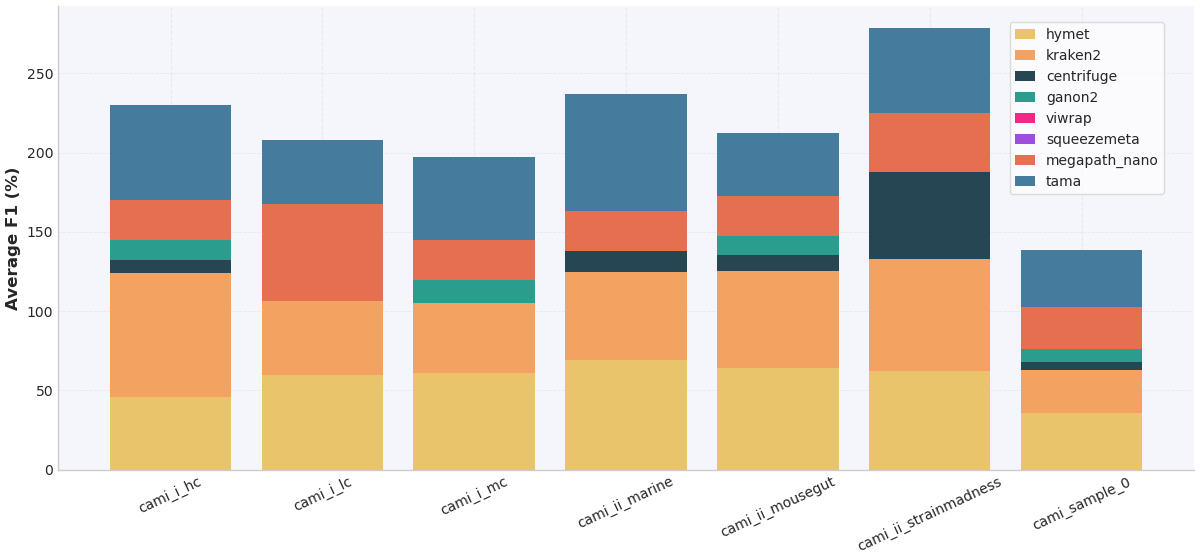 Average F1 (%)
250
200
150
100
50
0
hymet
kraken2
centrifuge
ganon2
viwrap
squeezemeta
megapath_nano
tama
cami_i_hc
cami_i_lc
cami_i_mc
cami_ii_marine
cami_ii_mousegut
cami_ii_strainmadness
cami_sample_0